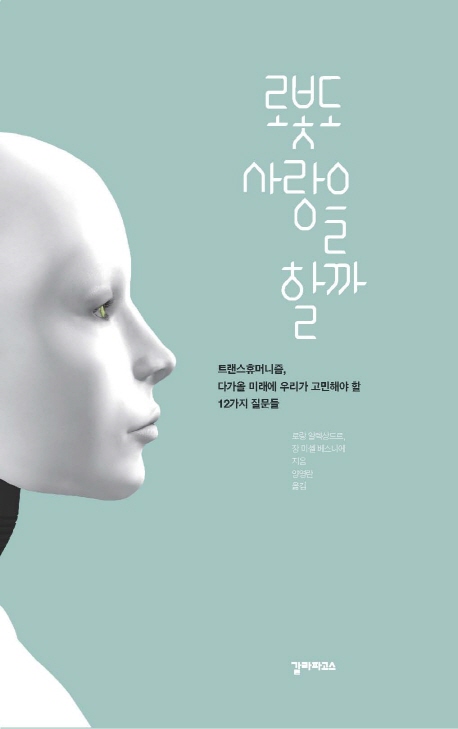 로봇도
사랑을
할까
트랜스휴머니즘,
다가올 미래에 우리가 고민해야 할
12가지 질문들
로랑 알렉상드르,
장 미셸 베스니에
지음
양영란
옮김
갈라파고스